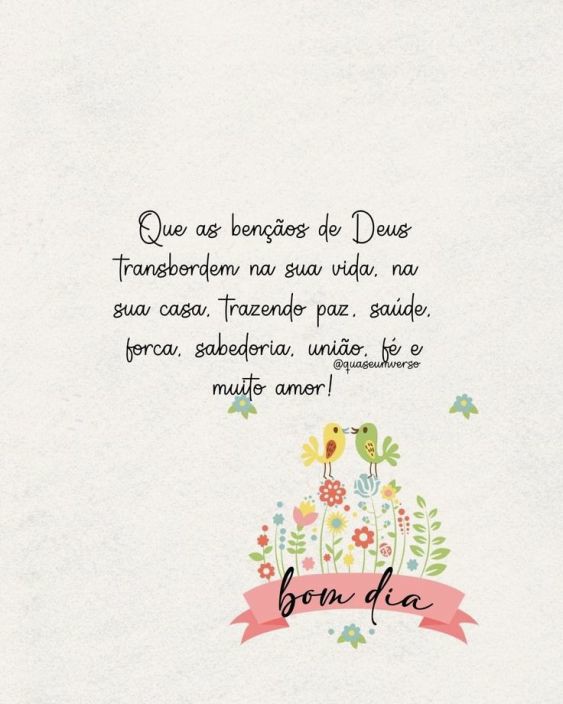 Que as bençãos de Deus
transbordem na sua vida, na
sua casa, trazendo paz, saúde,
forca, sabedoria, união, fé e
@quaseumverso
muito amor!
bom dia